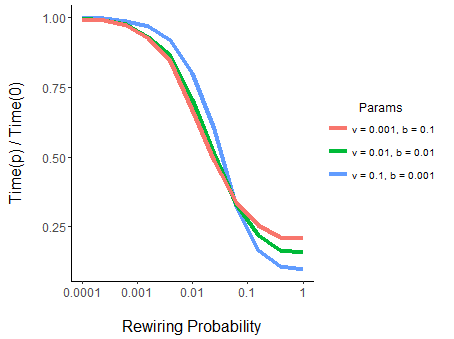 1.00
0.75
0.50
0.25
Time(p) / Time(0)
0.0001
0.001
0.01
0.1
1
Rewiring Probability
Params
v = 0.001, b = 0.1
v = 0.01, b = 0.01
v = 0.1, b = 0.001